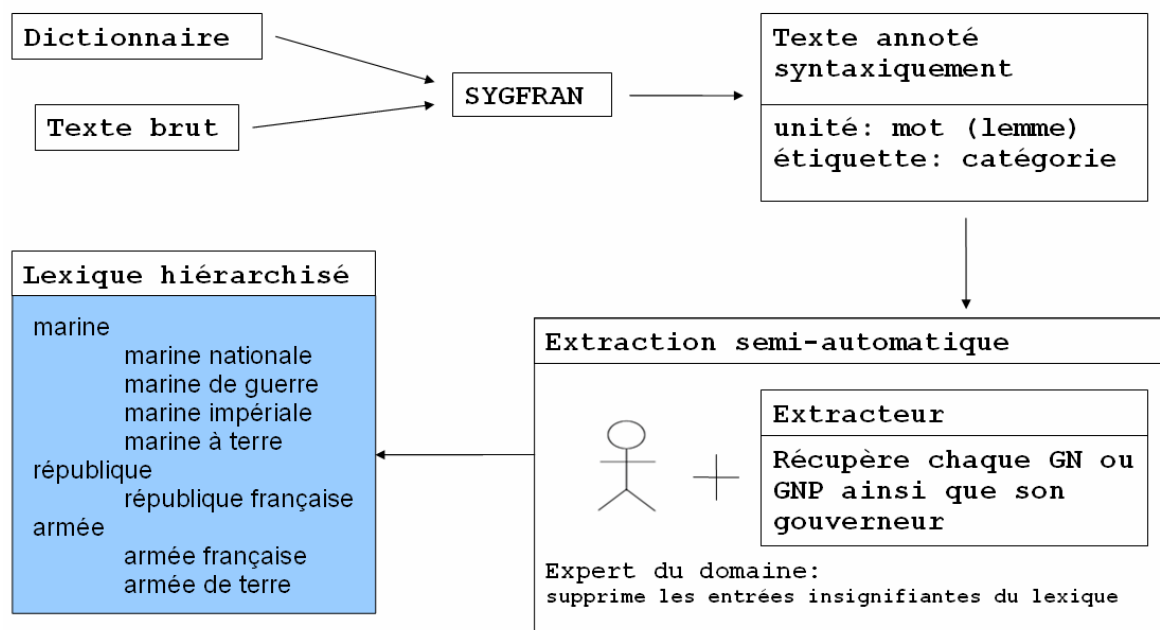 Dictionnaire
Texte brut
SYGFRAN
Texte annoté
syntaxiquement
unité: mot (lemme)
étiquette: catégorie
Extraction semi-automatique
Extracteur
Récupère chaque GN ou
GNP ainsi que son
gouverneur
Expert du domaine:
supprime les entrées insignifiantes du lexique
Lexique hiérarchisé
marine
marine nationale
marine de guerre
marine impériale
marine à terre
république
république française
armée
armée française
armée de terre